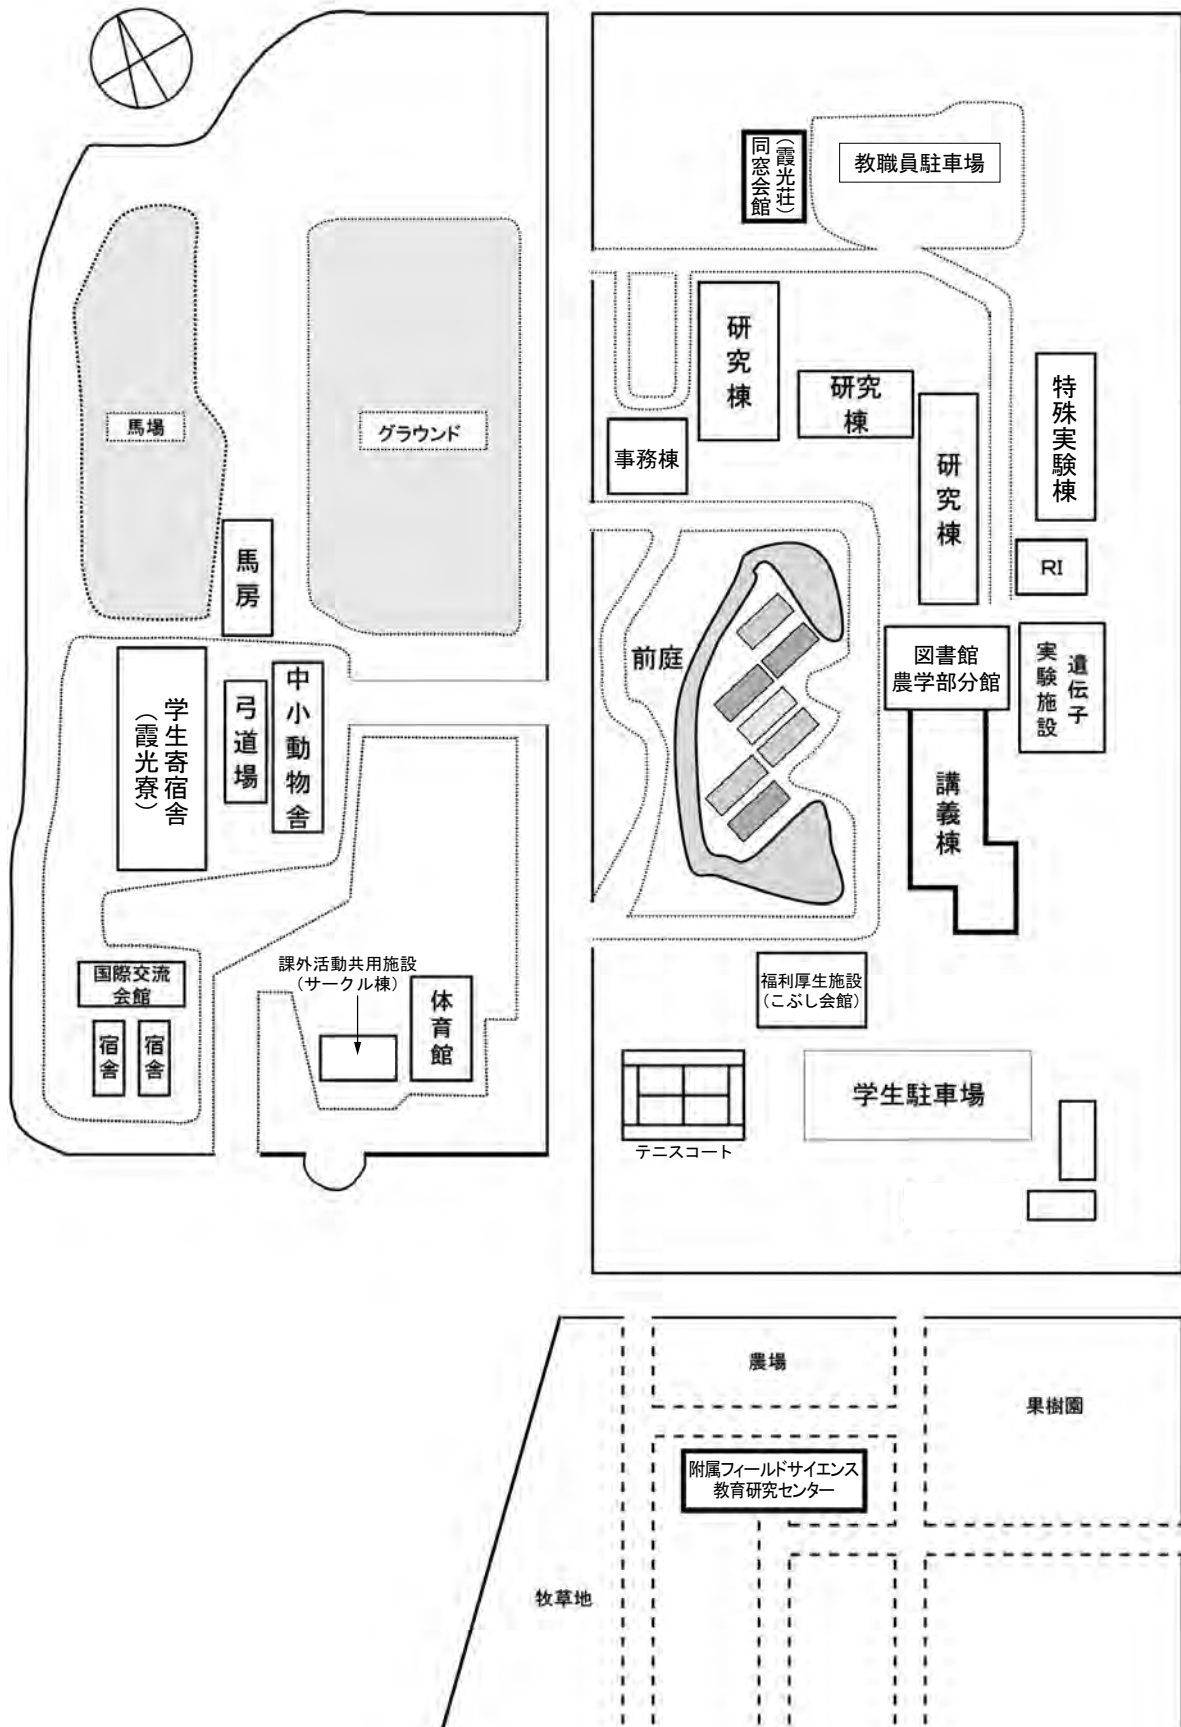 同窓会館
（霞光荘）
教職員駐車場
研究棟
研究
棟
研究棟
特殊実験棟
馬場
グラウンド
事務棟
RI
馬房
前庭
図書館
農学部分館
遺伝子
実験施設
学生寄宿舎
（霞光寮）
弓道場
中小動物舎
講義棟
国際交流
会館
宿舎
宿舎
課外活動共用施設
（サークル棟）
体育館
福利厚生施設
（こぶし会館）
学生駐車場
テニスコート
農場
果樹園
附属フィールドサイエンス
教育研究センター
牧草地